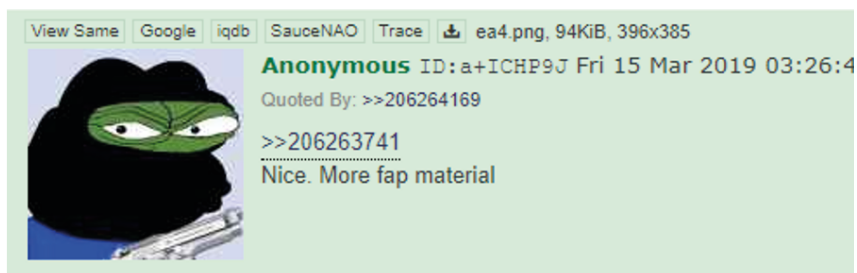 View Same Google iqdb SauceNAO Trace ea4.png, 94KiB, 396x385
Anonymous ID:a+ICHP9J Fri 15 Mar 2019 03:26:4
Quoted By: >>206264169
>>206263741
Nice. More fap material